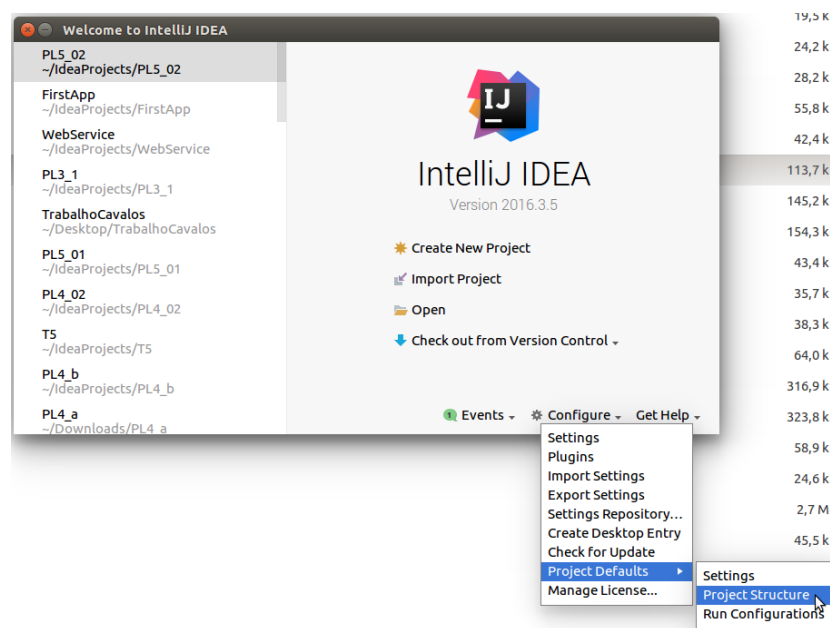 Welcome to IntelliJ IDEA
PL5_02
~/IdeaProjects/PL5_02
FirstApp
~/IdeaProjects/FirstApp
WebService
~/IdeaProjects/WebService
PL3_1
~/IdeaProjects/PL3_1
TrabalhoCavalos
~/Desktop/TrabalhoCavalos
PL5_01
~/IdeaProjects/PL5_01
PL4_02
~/IdeaProjects/PL4_02
T5
~/IdeaProjects/T5
PL4_b
~/IdeaProjects/PL4_b
PL4_a
~/Downloads/PL4_a
IJ
IntelliJ IDEA
Version 2016.3.5
Create New Project
Import Project
Open
Check out from Version Control
1 Events
Configure
Get Help
Settings
Plugins
Import Settings
Export Settings
Settings Repository...
Create Desktop Entry
Check for Update
Project Defaults
Manage License...
Settings
Project Structure
Run Configurations
19,5 k
24,2 k
28,2 k
55,8 k
42,4 k
113,7 k
145,2 k
154,3 k
43,4 k
35,7 k
38,3 k
64,0 k
316,9 k
323,8 k
58,9 k
24,6 k
2,7 M
45,5 k